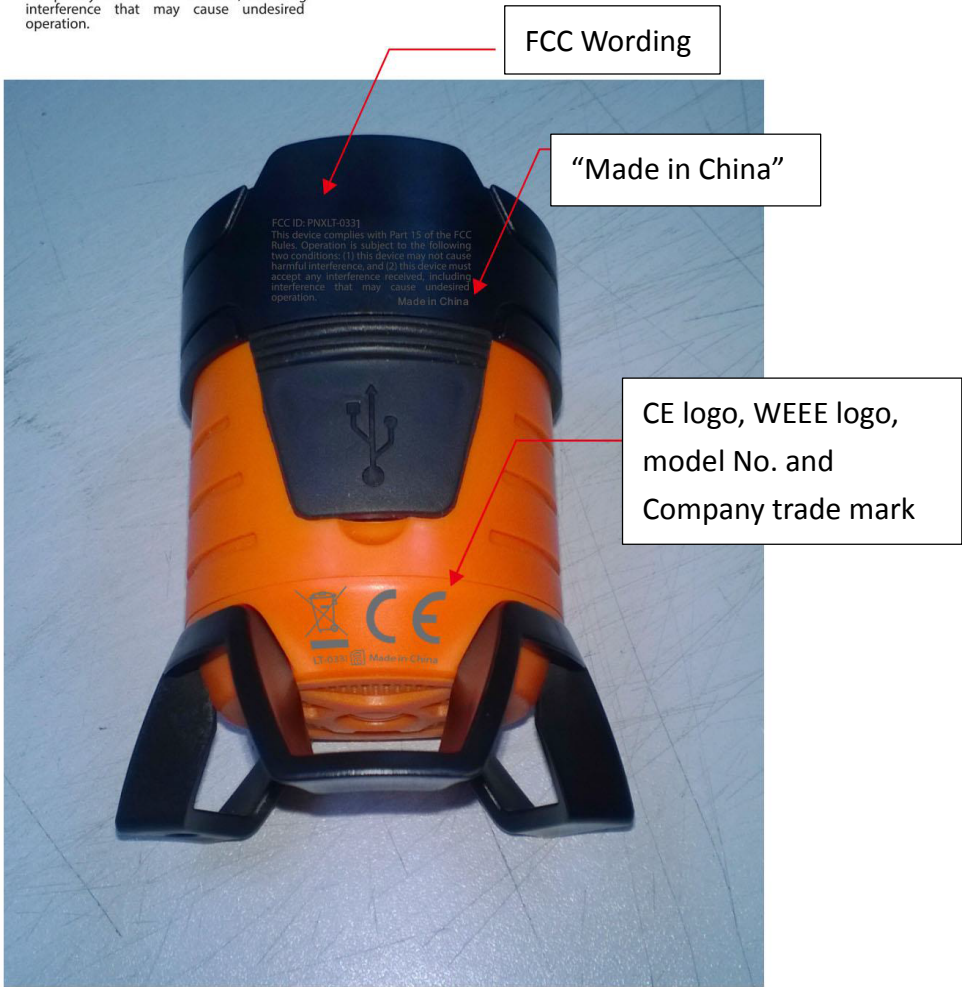 interference that may cause undesired
operation.
FCC Wording
“Made in China”
FCC ID: PNXLT-0331
This device complies with Part 15 of the FCC
Rules. Operation is subject to the following
two conditions: (1) this device may not cause
harmful interference, and (2) this device must
accept any interference received, including
interference that may cause undesired
operation.
Made in China
CE logo, WEEE logo,
model No. and
Company trade mark
CE
Made in China